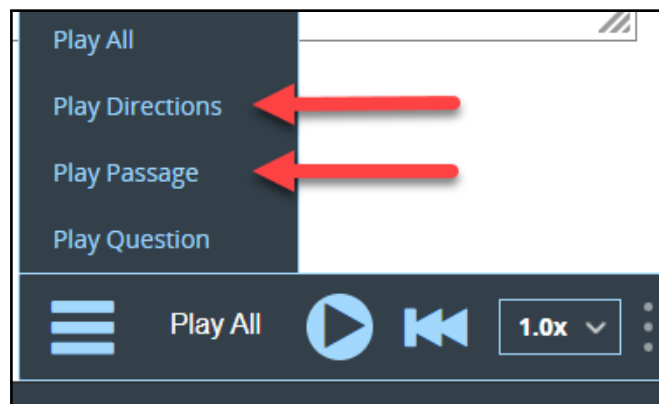 Play All
Play Directions
Play Passage
Play Question
Play All 1.0x